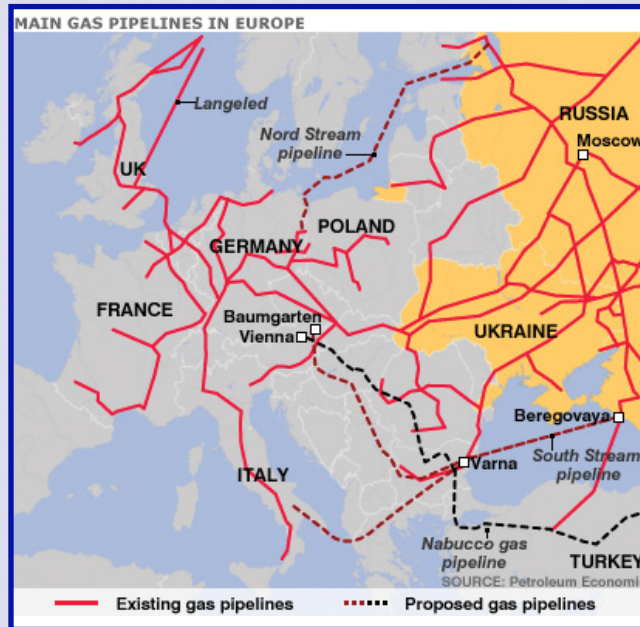 MAIN GAS PIPELINES IN EUROPE
Langeled
RUSSIA
Moscow
Nord Stream
pipeline
UK
POLAND
GERMANY
FRANCE
Baumgarten
Vienna
UKRAINE
Beregovaya
South Stream
pipeline
Varna
ITALY
Nabucco gas
pipeline
TURKEY
SOURCE: Petroleum Economi
Existing gas pipelines
Proposed gas pipelines